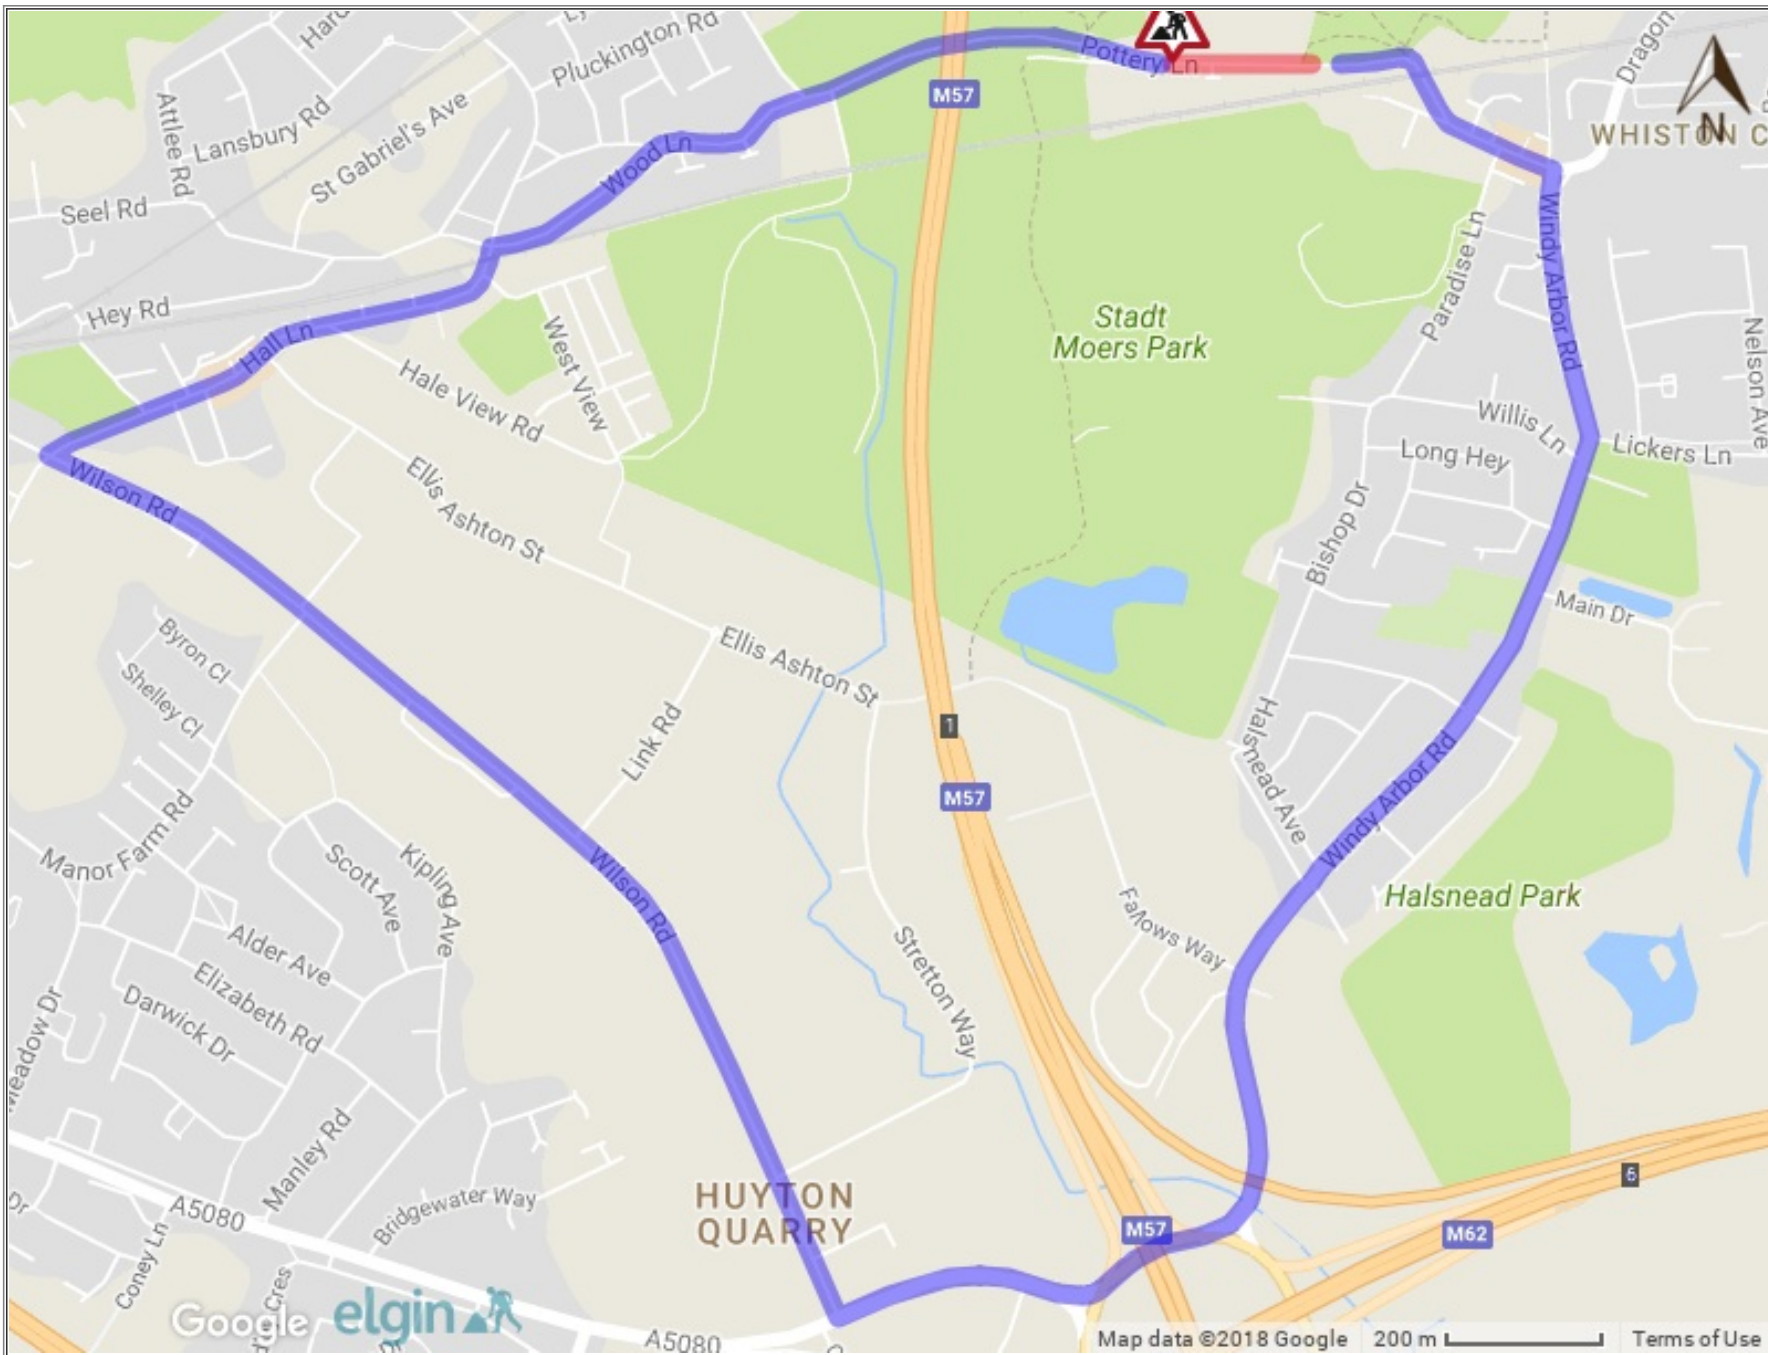 Pluckington Rd
Dragon
Pottery Ln
M57
WHISTON C
N
Lansbury Rd
Attlee Rd
St Gabriel's Ave
Wood Ln
Seel Rd
Windy Arbor Rd
Paradise Ln
Hey Rd
Hall Ln
Stadt
Moers Park
West View
Nelson Ave
Hale View Rd
Willis Ln
Lickers Ln
Long Hey
Wilson Rd
Ellis Ashton St
Bishop Dr
Main Dr
Byron Cl
Ellis Ashton St
Shelley Cl
Halsnead Ave
Link Rd
1
M57
Windy Arbor Rd
Manor Farm Rd
Scott Ave
Kipling Ave
Wilson Rd
Halsnead Park
Fallows Way
Alder Ave
Stretton Way
Elizabeth Rd
Darwick Dr
Meadow Dr
Manley Rd
6
HUYTON
QUARRY
Dr
A5080
Bridgewater Way
M57
M62
Coney Ln
Cres
Google
elgin
A5080
Map data ©2018 Google
200 m
Terms of Use